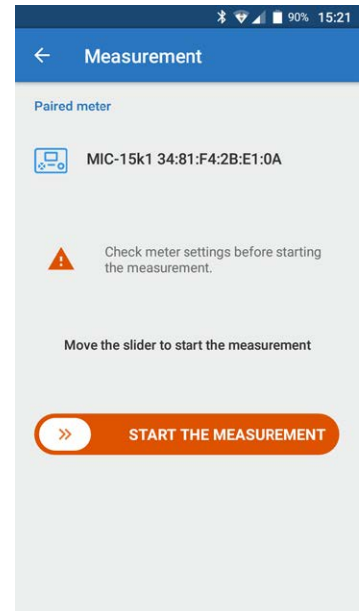 90% 15:21
Measurement
Paired meter
MIC-15k1 34:81:F4:2B:E1:0A
Check meter settings before starting
the measurement.
Move the slider to start the measurement
START THE MEASUREMENT